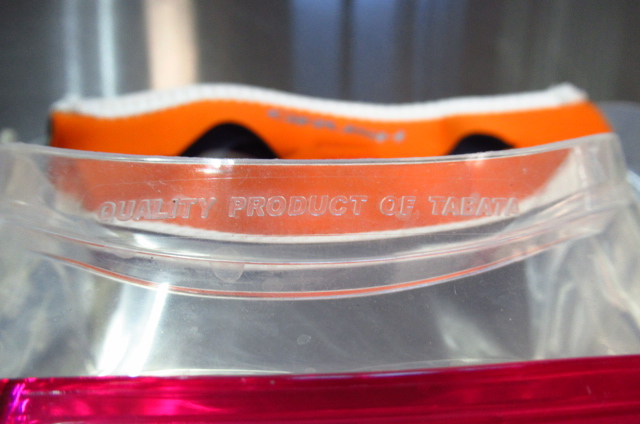 QUALITY PRODUCT OF TABATA